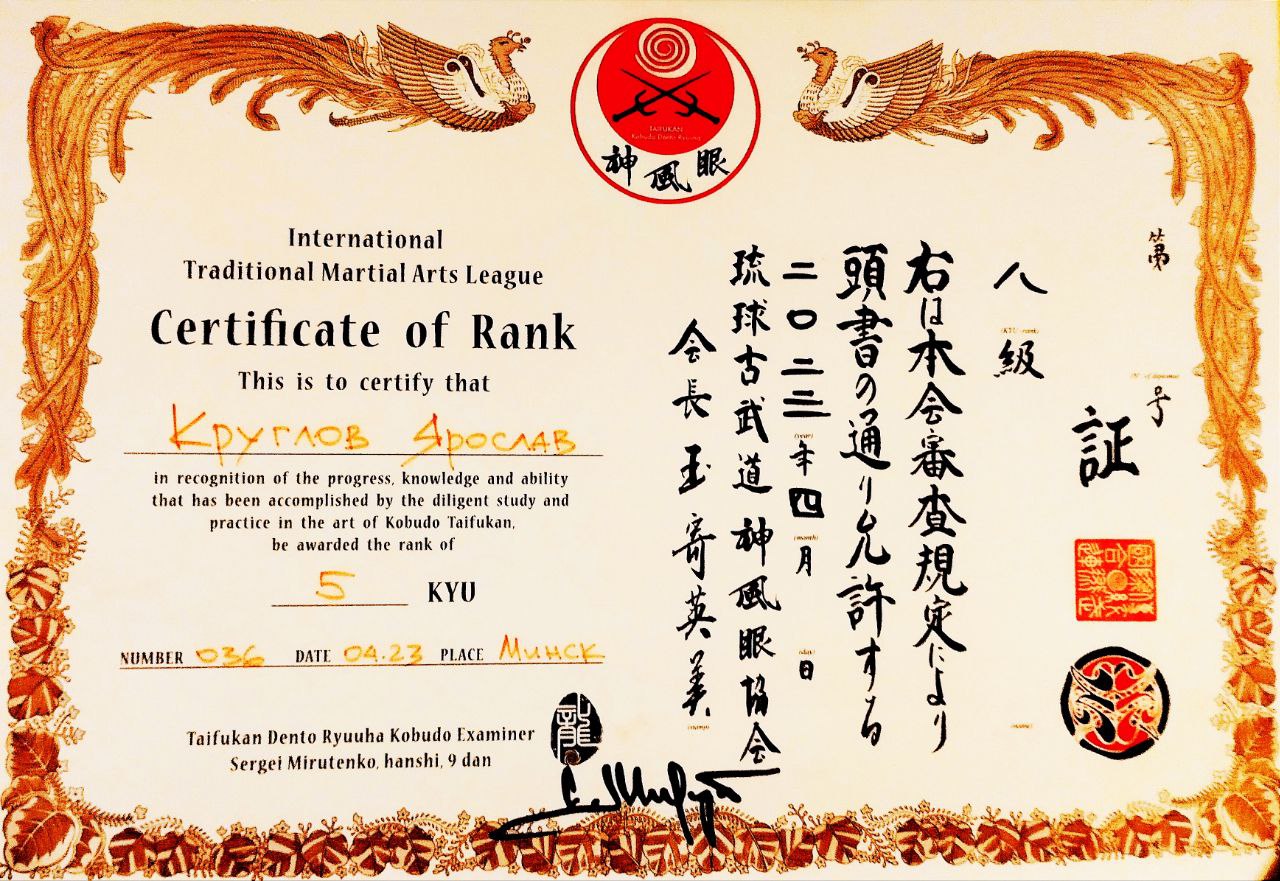 TAIFUKAN
Kobudo Dento Ryuuha
神風眼
International
Traditional Martial Arts League
Certificate of Rank
This is to certify that
Круглов Ярослав
in recognition of the progress, knowledge and ability
that has been accomplished by the diligent study and
practice in the art of Kobudo Taifukan,
be awarded the rank of
5 KYU
NUMBER 036 DATE 04.23 PLACE Минск
Taifukan Dento Ryuuha Kobudo Examiner
Sergei Mirutenko, hanshi, 9 dan
龍
第 号
証
八級
(KYU-rank)
右は本会審査規定により
頭書の通り允許する
二〇二三年四月 日
(year)
(month)
(day)
琉球古武道神風眼協会
会長玉寄英美
(name)